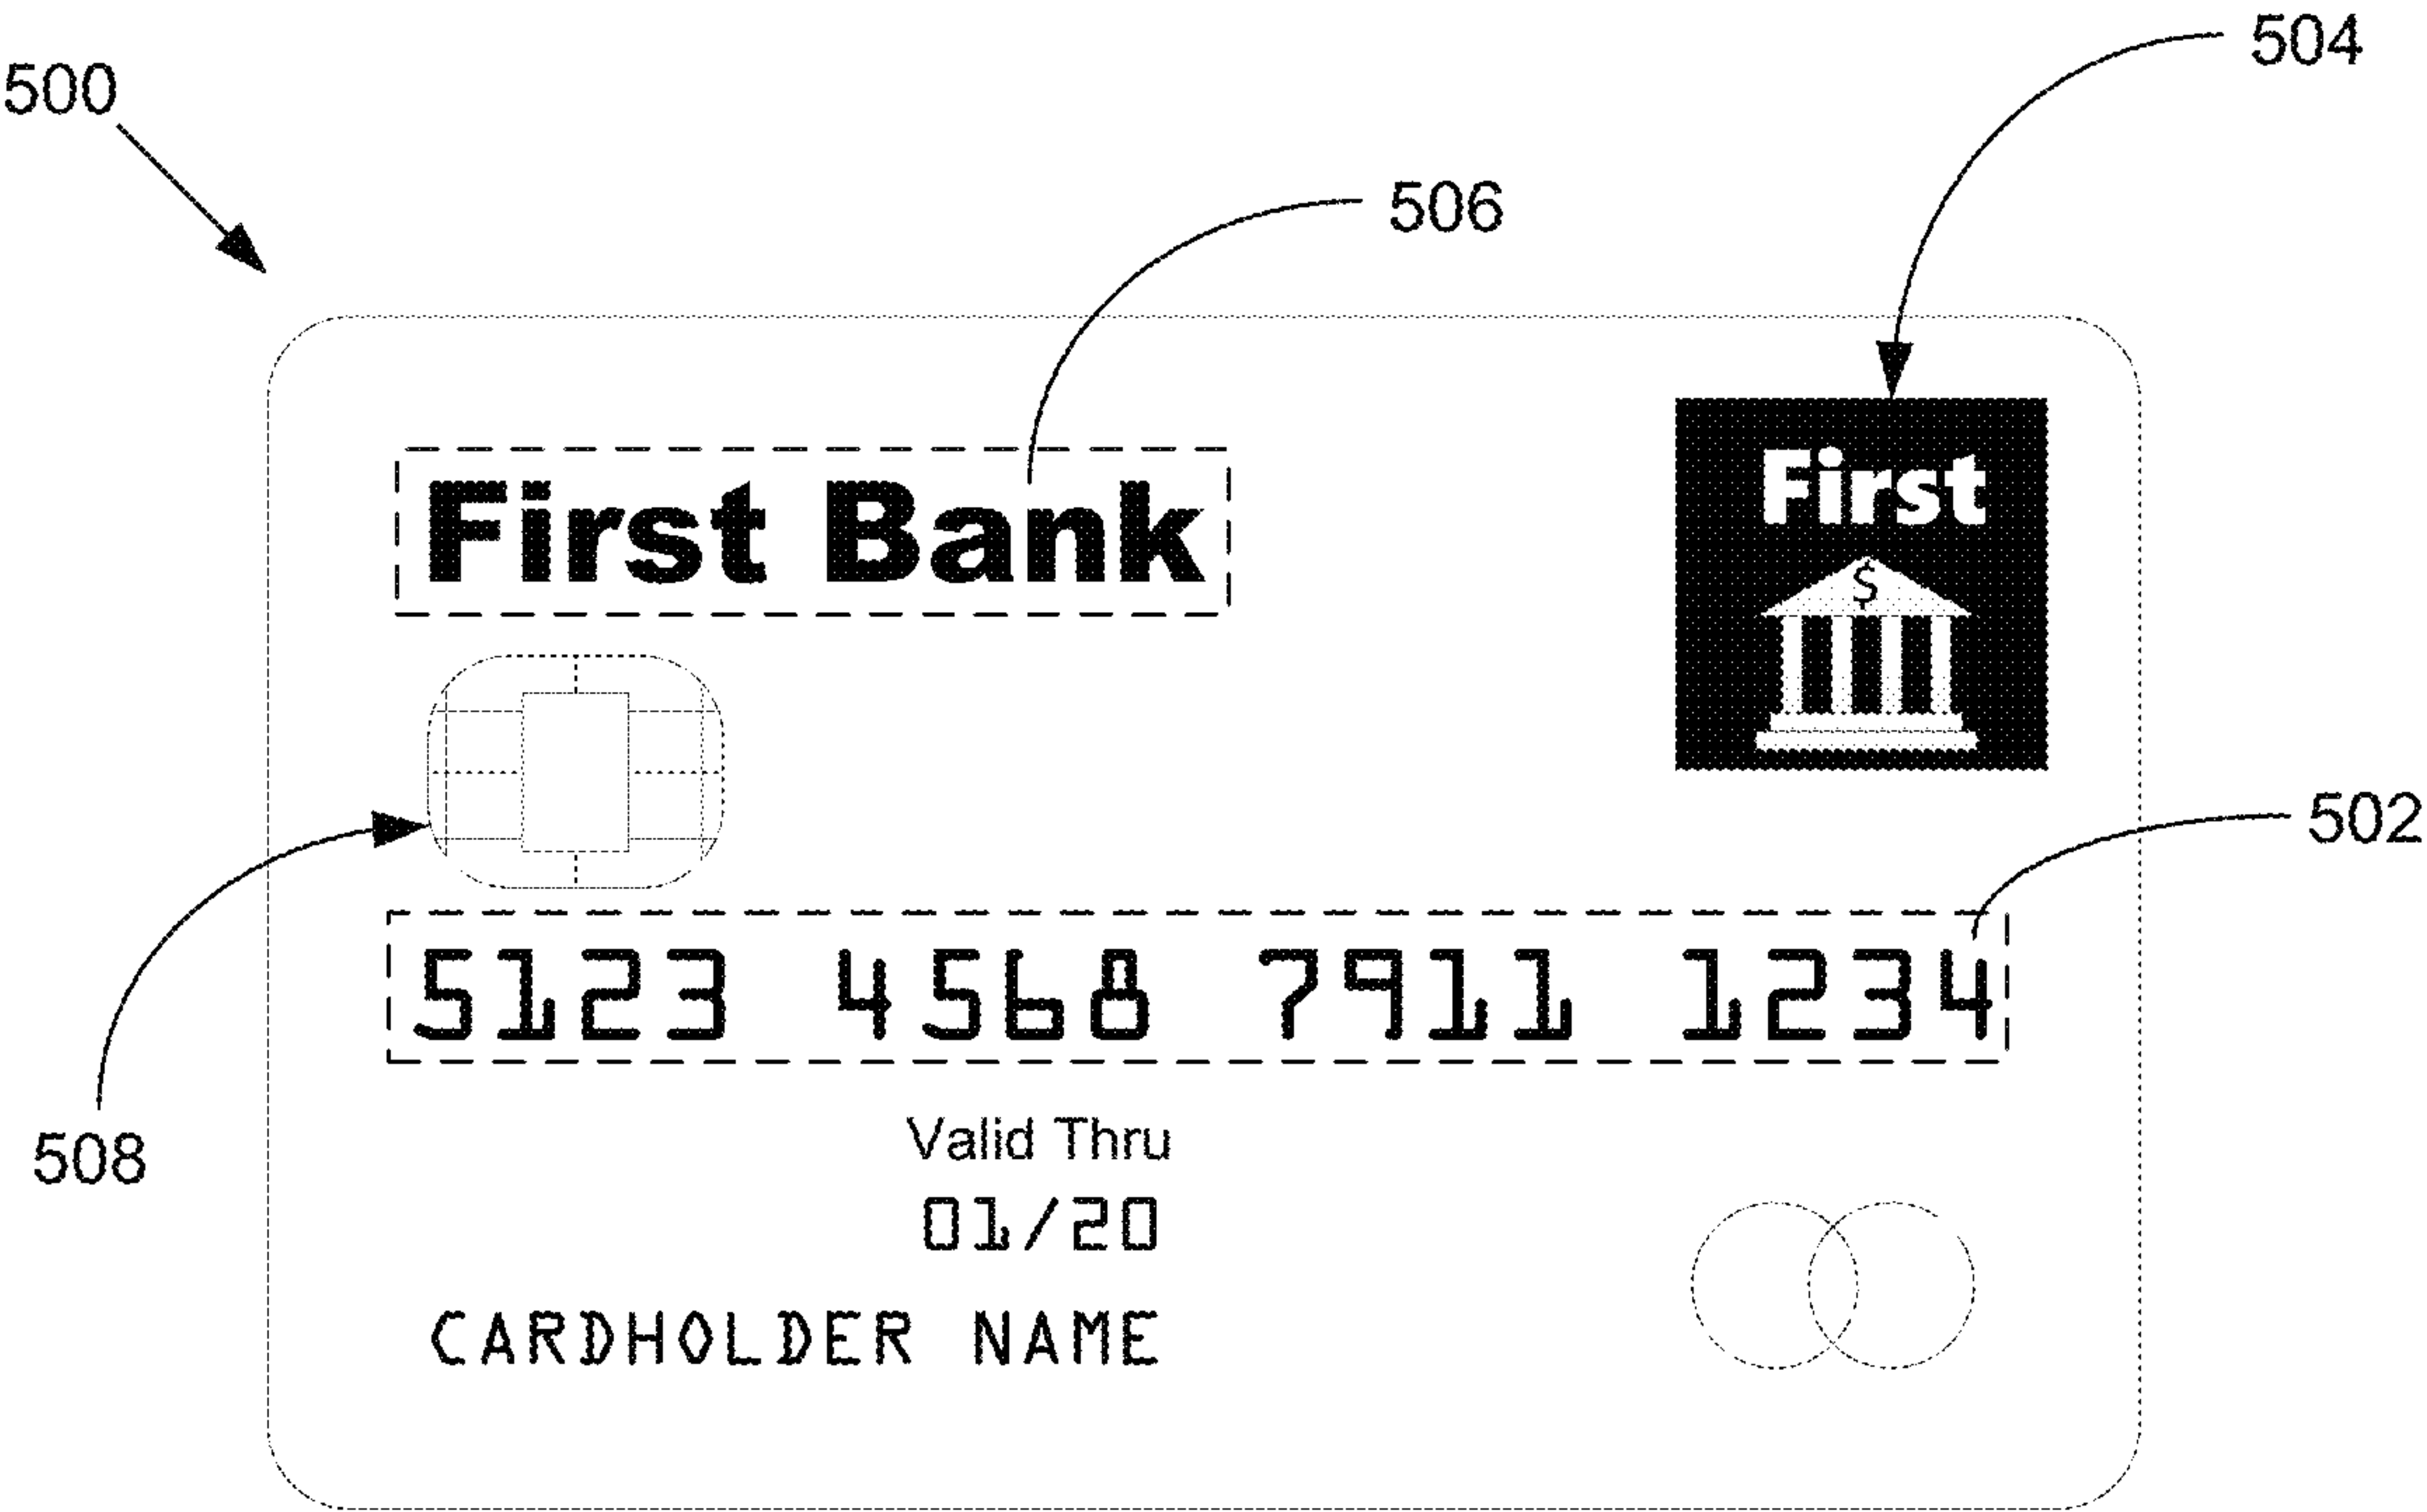 504
500
506
First Bank
First
$
502
5123 4568 7911 1234
508
Valid Thru
01/20
CARDHOLDER NAME